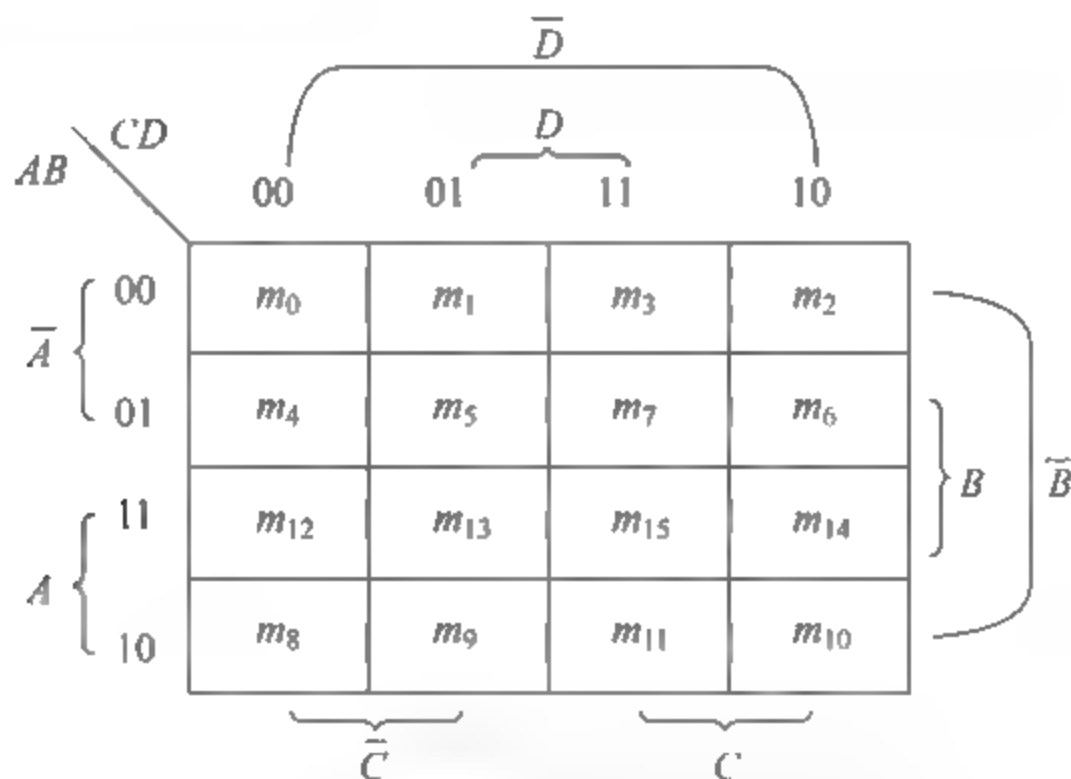 D̅
D
CD
AB
00 01 11 10
00 m₀ m₁ m₃ m₂
A̅
01 m₄ m₅ m₇ m₆
B B̅
11 m₁₂ m₁₃ m₁₅ m₁₄
A
10 m₈ m₉ m₁₁ m₁₀
C̅ C